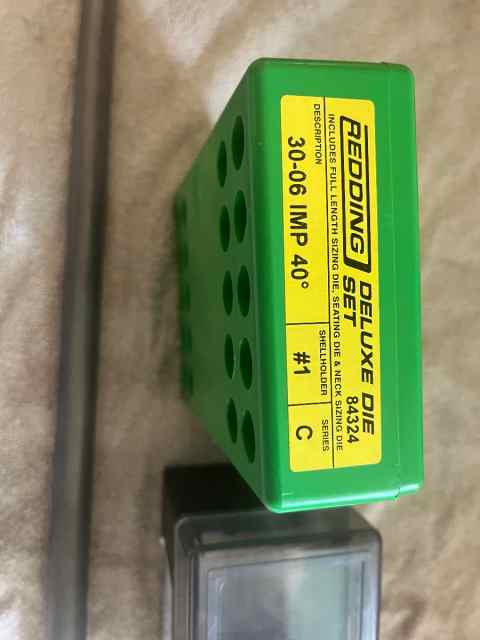 REDDING DELUXE DIE
SET 84324
INCLUDES FULL LENGTH SIZING DIE, SEATING DIE & NECK SIZING DIE
DESCRIPTION
30-06 IMP 40°
SHELLHOLDER
#1
SERIES
C